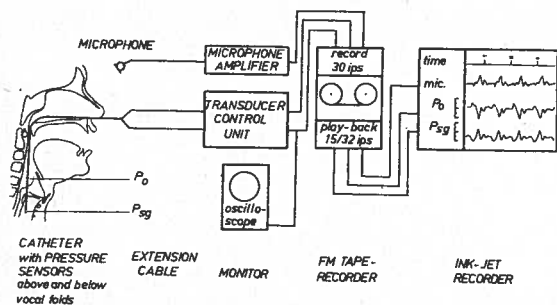 MICROPHONE
MICROPHONE
AMPLIFIER
TRANSDUCER
CONTROL
UNIT
record
30 ips
play-back
15/32 ips
time
mic.
Po
Psg
oscillo-
scope
Po
Psg
CATHETER
with PRESSURE
SENSORS
above and below
vocal folds
EXTENSION
CABLE
MONITOR
FM TAPE-
RECORDER
INK-JET
RECORDER